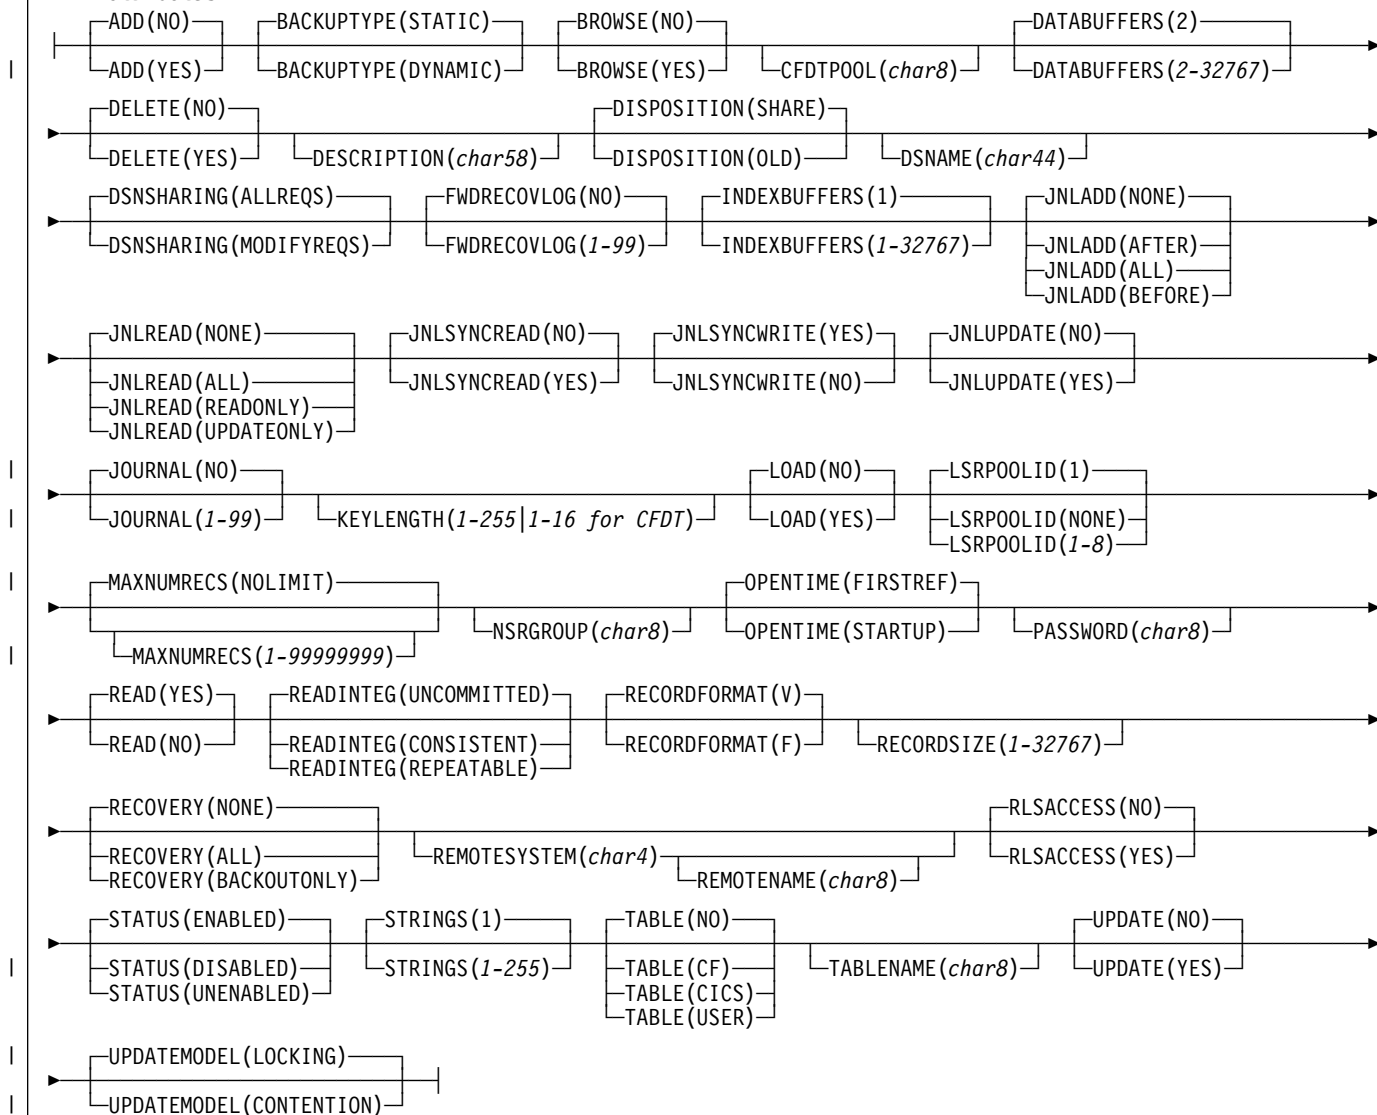 ADD(NO) BACKUPTYPE(STATIC) BROWSE(NO) DATABUFFERS(2)
ADD(YES) BACKUPTYPE(DYNAMIC) BROWSE(YES) CFDTPOOL(char8) DATABUFFERS(2-32767)
DELETE(NO) DISPOSITION(SHARE)
DELETE(YES) DESCRIPTION(char58) DISPOSITION(OLD) DSNAME(char44)
DSNSHARING(ALLREQS) FWDRECOVLOG(NO) INDEXBUFFERS(1) JNLADD(NONE)
DSNSHARING(MODIFYREQS) FWDRECOVLOG(1-99) INDEXBUFFERS(1-32767) JNLADD(AFTER)
JNLADD(ALL)
JNLADD(BEFORE)
JNLREAD(NONE) JNLSYNCREAD(NO) JNLSYNCWRITE(YES) JNLUPDATE(NO)
JNLREAD(ALL) JNLSYNCREAD(YES) JNLSYNCWRITE(NO) JNLUPDATE(YES)
JNLREAD(READONLY)
JNLREAD(UPDATEONLY)
JOURNAL(NO) LOAD(NO) LSRPOOLID(1)
JOURNAL(1-99) KEYLENGTH(1-255|1-16 for CFDT) LOAD(YES) LSRPOOLID(NONE)
LSRPOOLID(1-8)
MAXNUMRECS(NOLIMIT) OPENTIME(FIRSTREF)
NSRGROUP(char8) OPENTIME(STARTUP) PASSWORD(char8)
MAXNUMRECS(1-99999999)
READ(YES) READINTEG(UNCOMMITTED) RECORDFORMAT(V)
READ(NO) READINTEG(CONSISTENT) RECORDFORMAT(F) RECORDSIZE(1-32767)
READINTEG(REPEATABLE)
RECOVERY(NONE) RLSACCESS(NO)
RECOVERY(ALL) REMOTESYSTEM(char4) RLSACCESS(YES)
RECOVERY(BACKOUTONLY) REMOTENAME(char8)
STATUS(ENABLED) STRINGS(1) TABLE(NO) UPDATE(NO)
STATUS(DISABLED) STRINGS(1-255) TABLE(CF) TABLENAME(char8) UPDATE(YES)
STATUS(UNENABLED) TABLE(CICS)
TABLE(USER)
UPDATEMODEL(LOCKING)
UPDATEMODEL(CONTENTION)